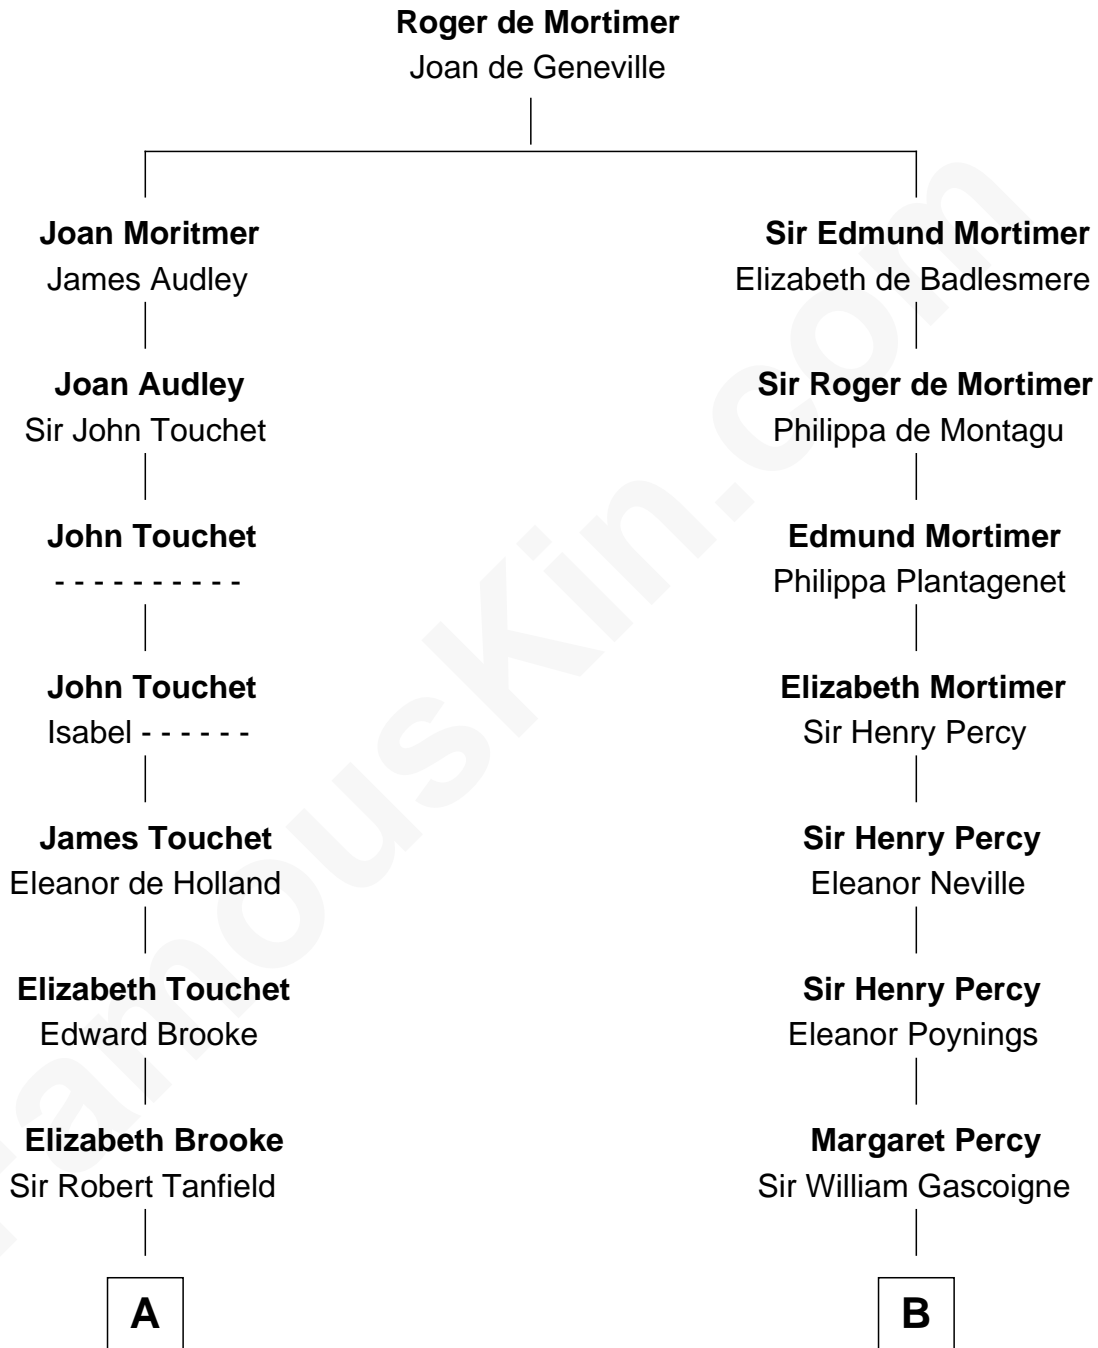 Roger de Mortimer
Joan de Geneville
Joan Moritmer
James Audley
Sir Edmund Mortimer
Elizabeth de Badlesmere
Joan Audley
Sir John Touchet
Sir Roger de Mortimer
Philippa de Montagu
John Touchet
- - - - - - - - - -
Edmund Mortimer
Philippa Plantagenet
John Touchet
Isabel - - - - - -
Elizabeth Mortimer
Sir Henry Percy
James Touchet
Eleanor de Holland
Sir Henry Percy
Eleanor Neville
Elizabeth Touchet
Edward Brooke
Sir Henry Percy
Eleanor Poynings
Elizabeth Brooke
Sir Robert Tanfield
Margaret Percy
Sir William Gascoigne
A
B
FamousKin.com